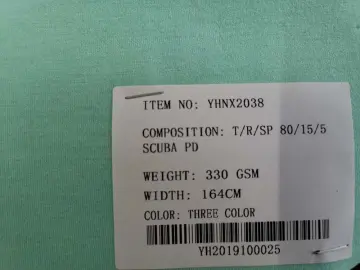 ITEM NO: YHNX2038
COMPOSITION: T/R/SP 80/15/5
SCUBA PD
WEIGHT: 330 GSM
WIDTH: 164CM
COLOR: THREE COLOR
YH2019100025